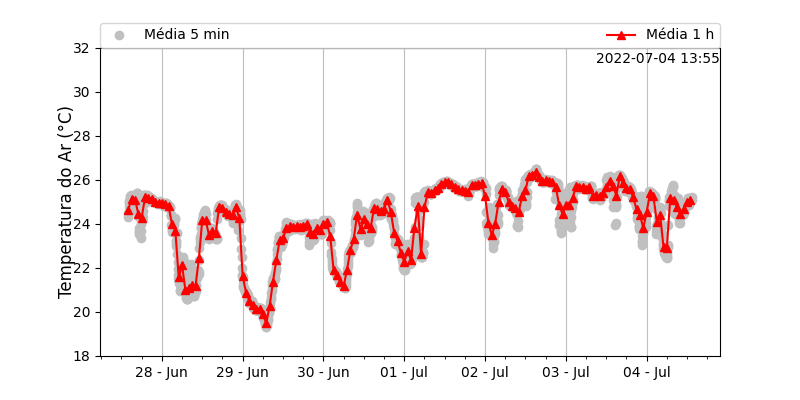 Média 5 min
Média 1 h
2022-07-04 13:55
Temperatura do Ar (°C)
32
30
28
26
24
22
20
18
28 - Jun
29 - Jun
30 - Jun
01 - Jul
02 - Jul
03 - Jul
04 - Jul